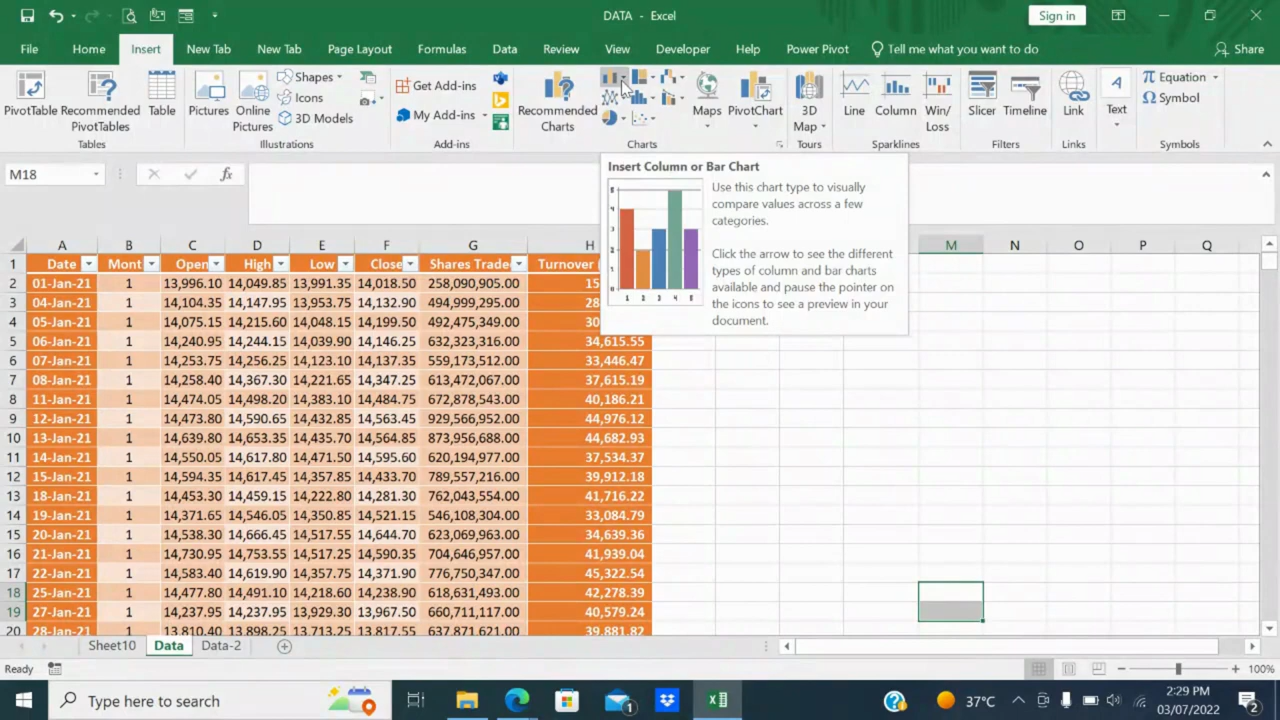 DATA - Excel
Sign in
File Home Insert New Tab New Tab Page Layout Formulas Data Review View Developer Help Power Pivot Tell me what you want to do Share
PivotTable Recommended PivotTables Table
Tables
Pictures Online Pictures Shapes Icons 3D Models
Illustrations
Get Add-ins
My Add-ins
Add-ins
Recommended Charts Maps PivotChart
Charts
3D Map
Tours
Line Column Win/Loss
Sparklines
Slicer Timeline
Filters
Link
Links
Text
Equation
Symbol
Symbols
M18
fx
Insert Column or Bar Chart
Use this chart type to visually
compare values across a few
categories.
Click the arrow to see the different
types of column and bar charts
available and pause the pointer on
the icons to see a preview in your
document.
A B C D E F G H M N O P Q
1 Date Mont Open High Low Close Shares Trade Turnover (
2 01-Jan-21 1 13,996.10 14,049.85 13,991.35 14,018.50 258,090,905.00 15
3 04-Jan-21 1 14,104.35 14,147.95 13,953.75 14,132.90 494,999,295.00 28
4 05-Jan-21 1 14,075.15 14,215.60 14,048.15 14,199.50 492,475,349.00 30
5 06-Jan-21 1 14,240.95 14,244.15 14,039.90 14,146.25 632,323,316.00 34,615.55
6 07-Jan-21 1 14,253.75 14,256.25 14,123.10 14,137.35 559,173,512.00 33,446.47
7 08-Jan-21 1 14,258.40 14,367.30 14,221.65 14,347.25 613,472,067.00 37,615.19
8 11-Jan-21 1 14,474.05 14,498.20 14,383.10 14,484.75 672,878,543.00 40,186.21
9 12-Jan-21 1 14,473.80 14,590.65 14,432.85 14,563.45 929,566,952.00 44,976.12
10 13-Jan-21 1 14,639.80 14,653.35 14,435.70 14,564.85 873,956,688.00 44,682.93
11 14-Jan-21 1 14,550.05 14,617.80 14,471.50 14,595.60 620,194,977.00 37,534.37
12 15-Jan-21 1 14,594.35 14,617.45 14,357.85 14,433.70 789,557,216.00 39,912.18
13 18-Jan-21 1 14,453.30 14,459.15 14,222.80 14,281.30 762,043,554.00 41,716.22
14 19-Jan-21 1 14,371.65 14,546.05 14,350.85 14,521.15 546,108,304.00 33,084.79
15 20-Jan-21 1 14,538.30 14,666.45 14,517.55 14,644.70 623,069,963.00 34,639.36
16 21-Jan-21 1 14,730.95 14,753.55 14,517.25 14,590.35 704,646,957.00 41,939.04
17 22-Jan-21 1 14,583.40 14,619.90 14,357.75 14,371.90 776,750,347.00 45,322.54
18 25-Jan-21 1 14,477.80 14,491.10 14,218.60 14,238.90 618,631,493.00 42,278.39
19 27-Jan-21 1 14,237.95 14,237.95 13,929.30 13,967.50 660,711,117.00 40,579.24
20 28-Jan-21 1 13,810.40 13,898.25 13,713.25 13,817.55 637,871,621.00 39,881.82
Sheet10 Data Data-2
Ready
100%
Type here to search
37°C
2:29 PM
03/07/2022